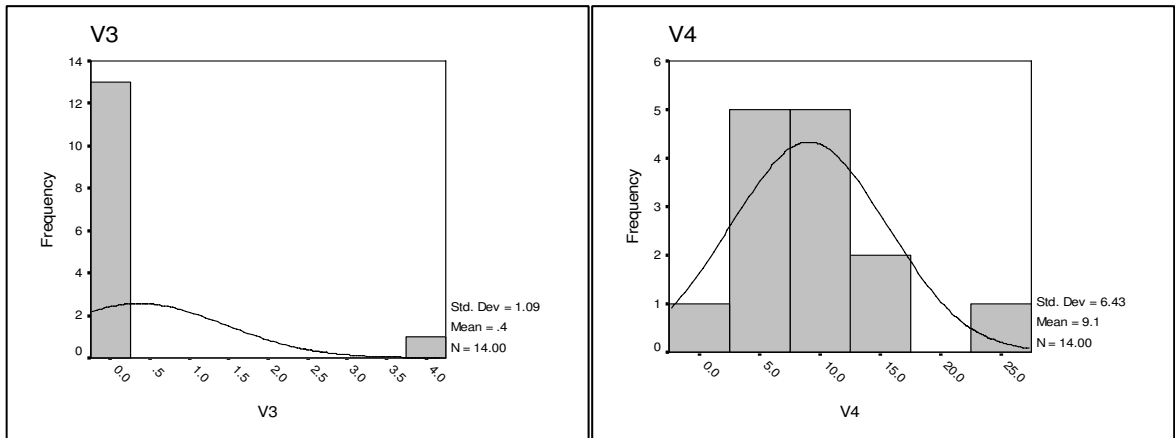 V3
14
12
10
8
6
4
2
0
Frequency
0.0
.5
1.0
1.5
2.0
2.5
3.0
3.5
4.0
V3
Std. Dev = 1.09
Mean = .4
N = 14.00
V4
6
5
4
3
2
1
0
Frequency
0.0
5.0
10.0
15.0
20.0
25.0
V4
Std. Dev = 6.43
Mean = 9.1
N = 14.00